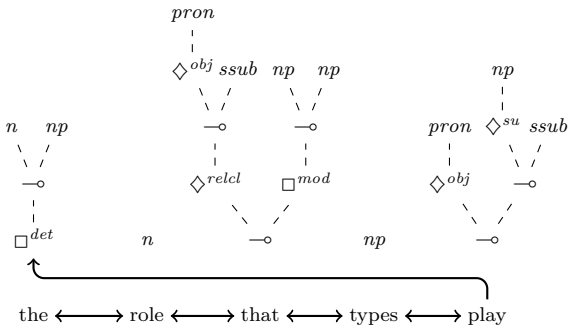 pron
◇obj ssub np np np
n np ⊸ ⊸ pron ◇su ssub
⊸ ◇relcl □mod ◇obj ⊸
□det n ⊸ np ⊸
the role that types play